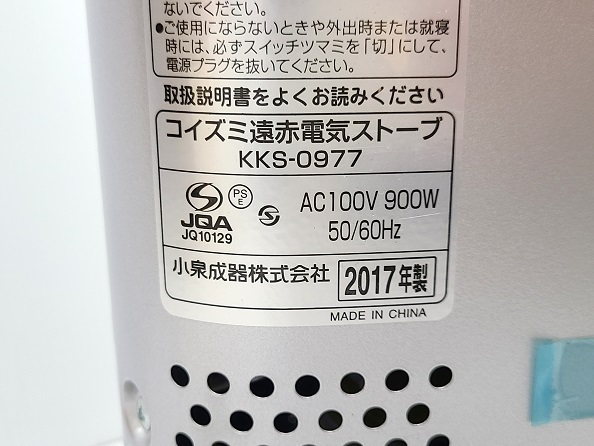 ないでください。
●ご使用にならないときや外出時または就寝
時には、必ずスイッチツマミを「切」にして、
電源プラグを抜いてください。
取扱説明書をよくお読みください
コイズミ遠赤電気ストーブ
KKS-0977
PS
E
JQA
JQ10129
AC100V 900W
50/60Hz
小泉成器株式会社
2017年製
MADE IN CHINA